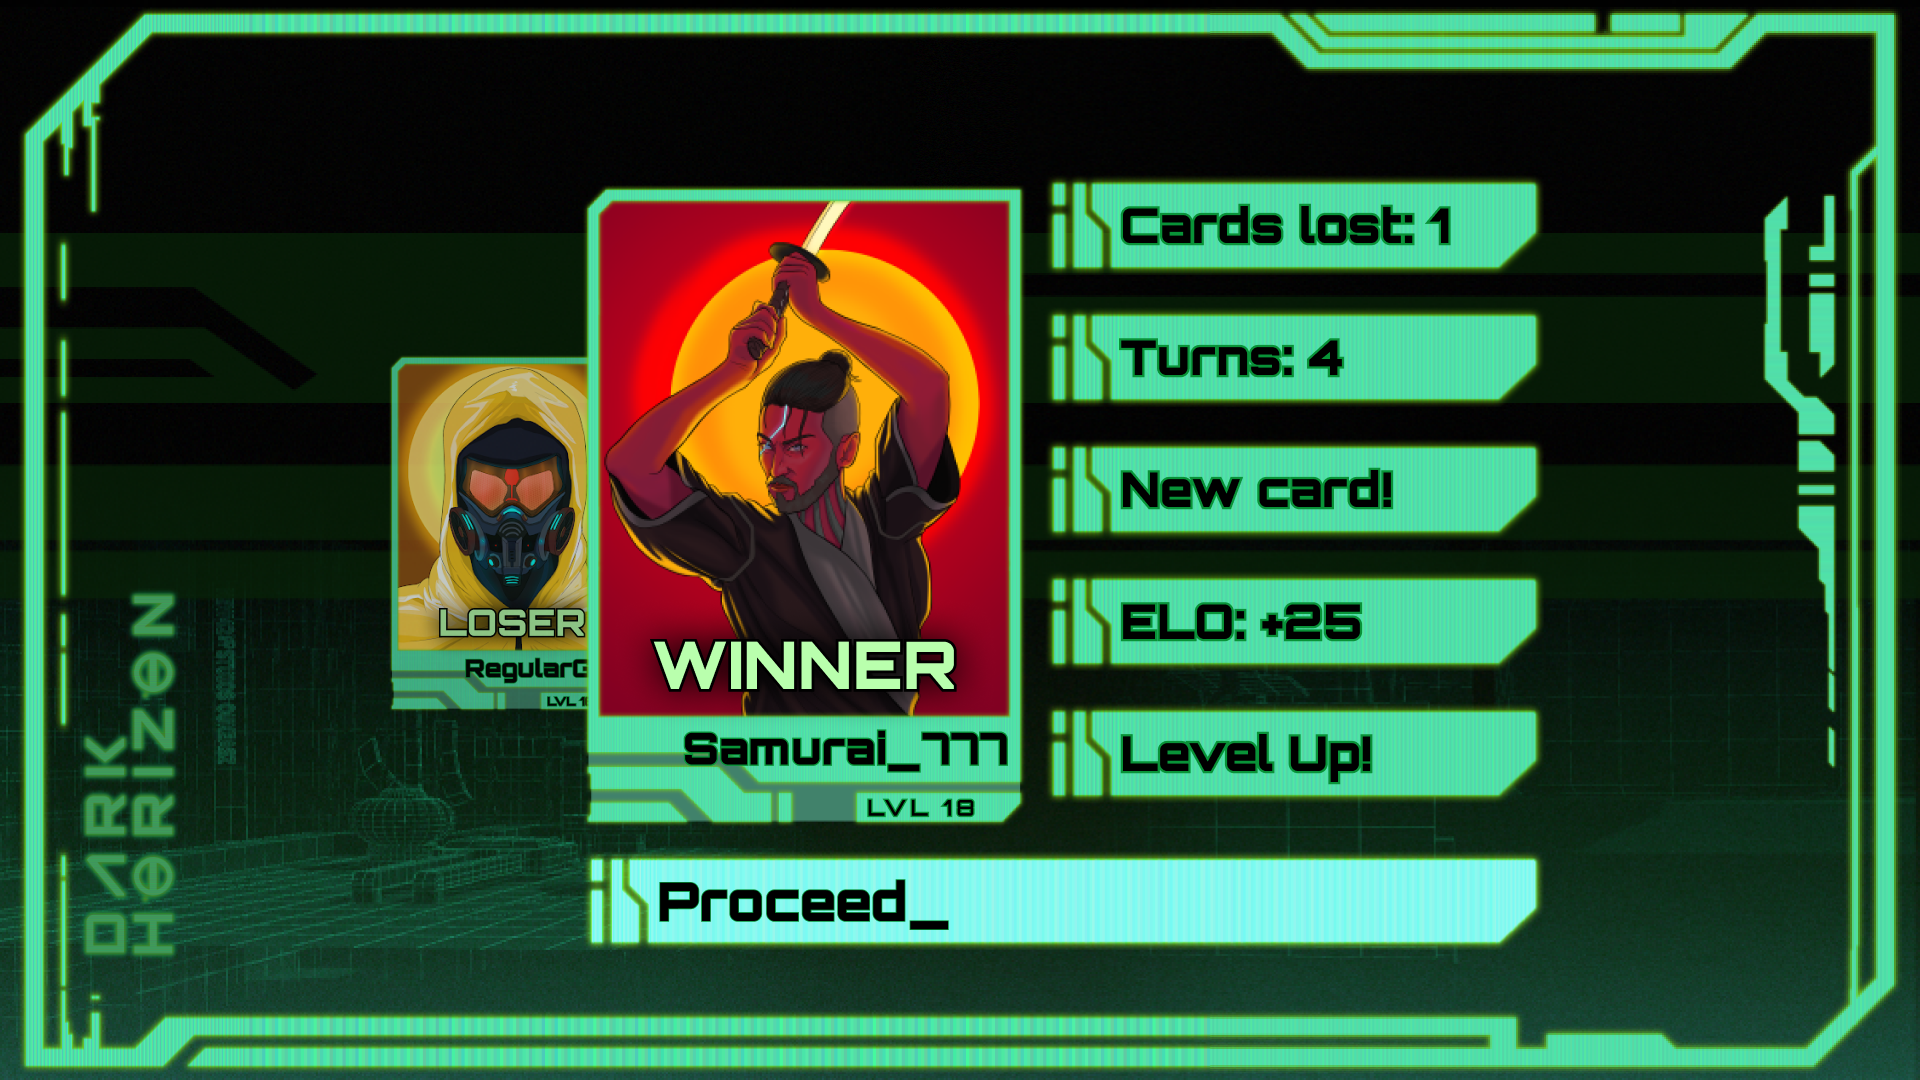 DARK
HORIZON
LOSER
WINNER
Samurai_777
LVL 18
Cards lost: 1
Turns: 4
New card!
ELO: +25
Level Up!
Proceed_